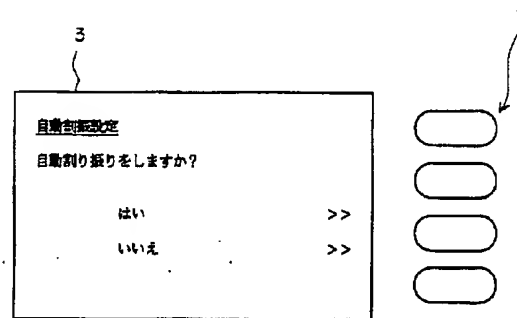 3
自動割振設定
自動割り振りをしますか?
はい >>
いいえ >>